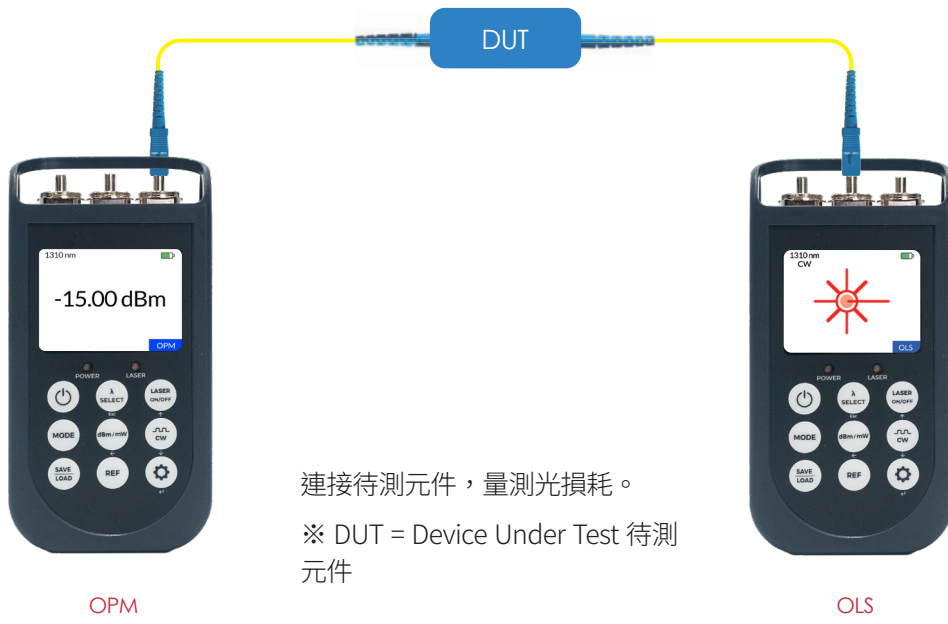 DUT
1310 nm
-15.00 dBm
OPM
POWER
LASER
λ
SELECT
LASER
ON/OFF
Esc
↑
MODE
dBm/mW
CW
←
↓
SAVE
LOAD
REF
↵
1310 nm
CW
OLS
POWER
LASER
λ
SELECT
LASER
ON/OFF
Esc
↑
MODE
dBm/mW
CW
←
↓
SAVE
LOAD
REF
↵
連接待測元件，量測光損耗。
※ DUT = Device Under Test 待測
元件
OPM
OLS